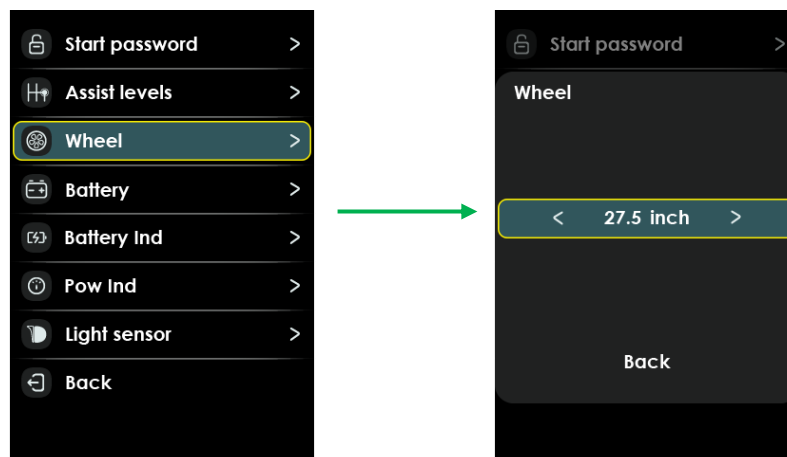 Start password >
Assist levels >
Wheel >
Battery >
Battery Ind >
Pow Ind >
Light sensor >
Back
Start password >
Wheel
< 27.5 inch >
Back